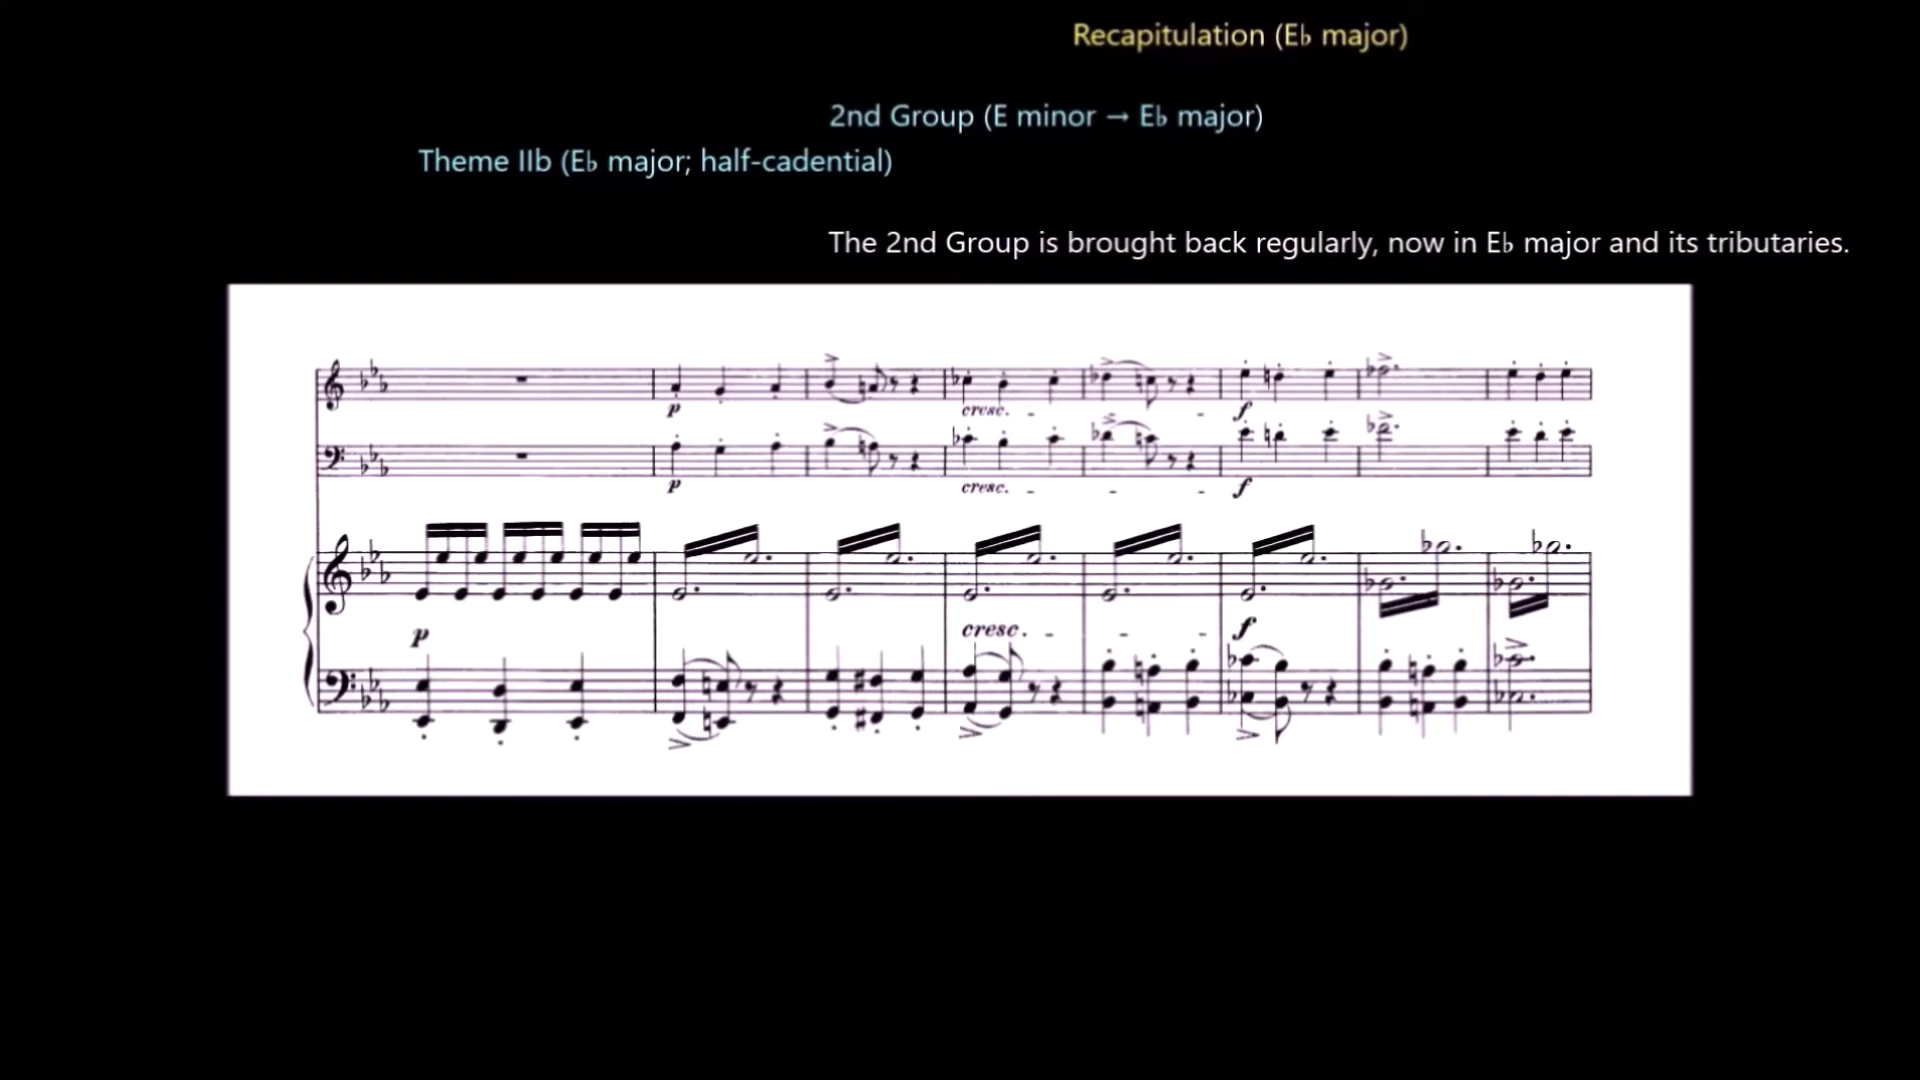 Recapitulation (E♭ major)
2nd Group (E minor → E♭ major)
Theme IIb (E♭ major; half-cadential)
The 2nd Group is brought back regularly, now in E♭ major and its tributaries.
p
cresc. - - - f
p
cresc. - - - f
p
cresc. - - - f